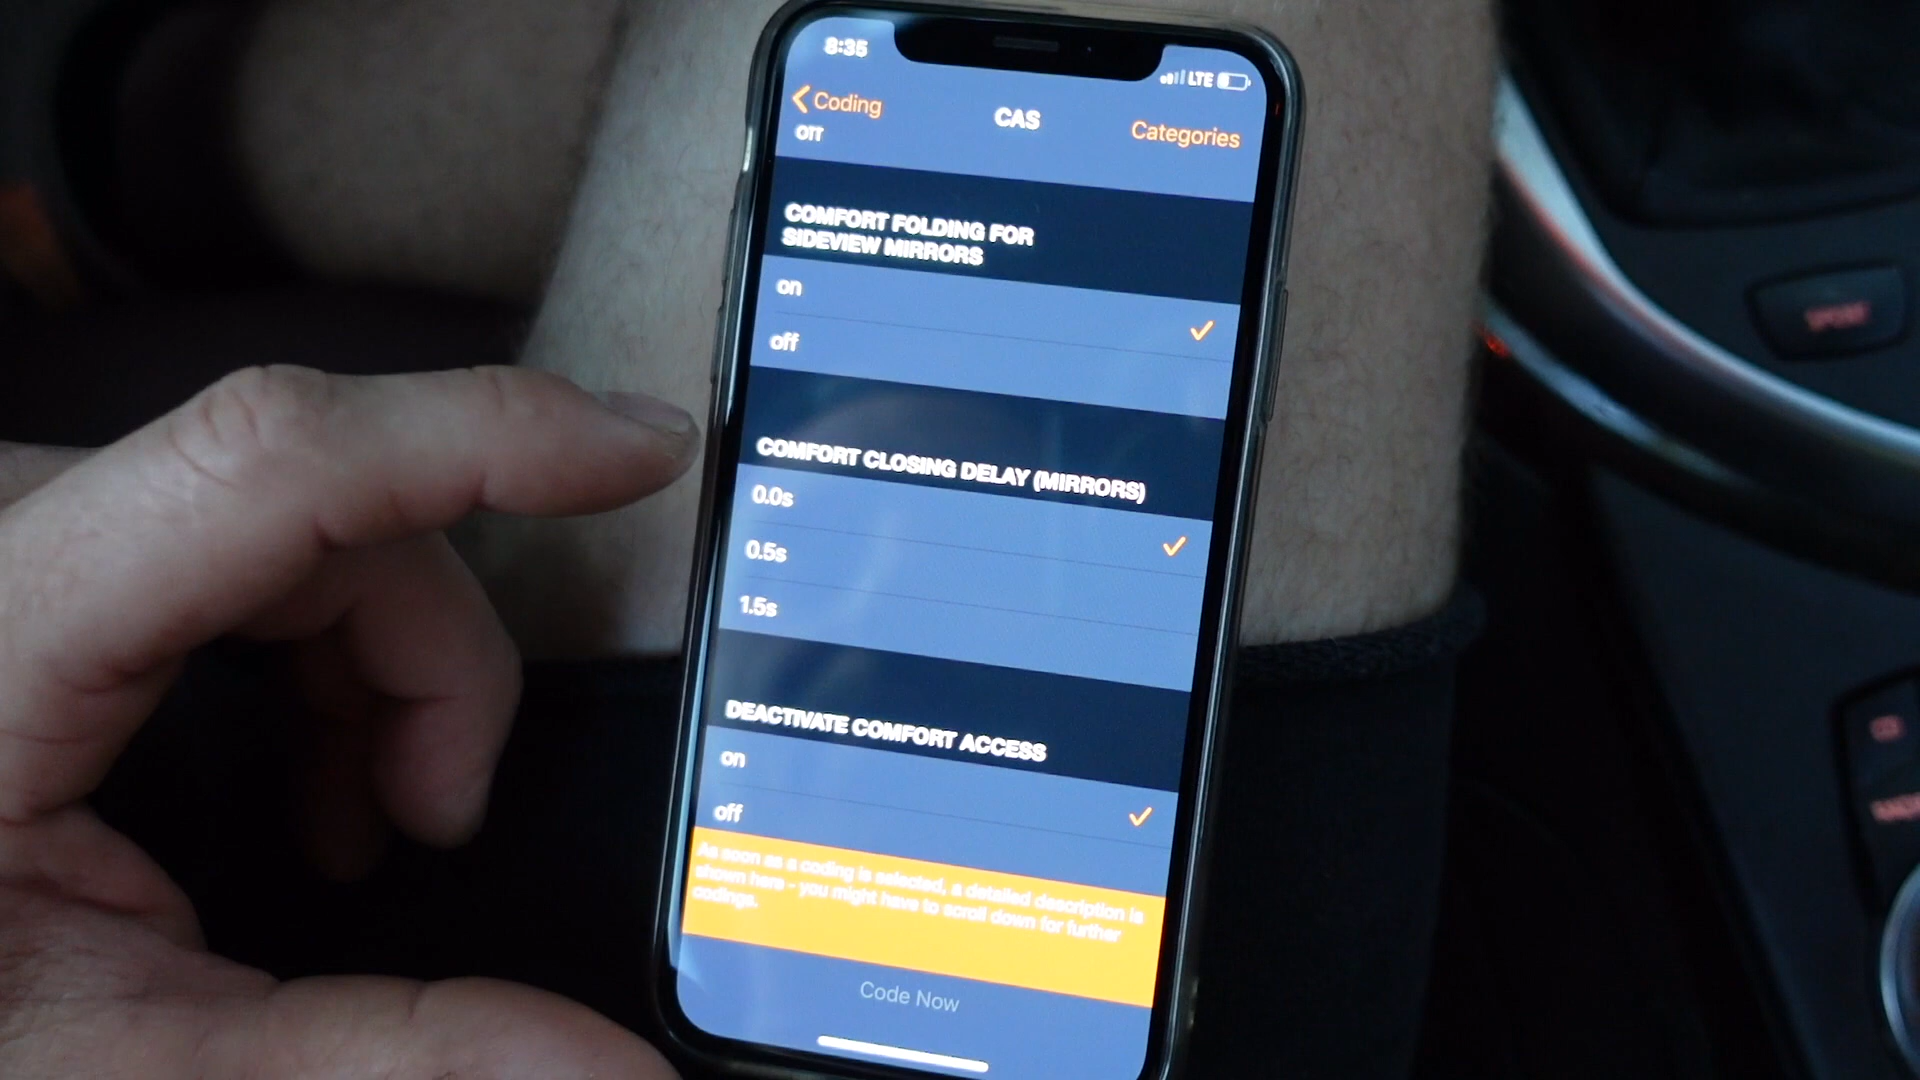 8:35
LTE
Coding
CAS
Categories
off
COMFORT FOLDING FOR
SIDEVIEW MIRRORS
on
off
COMFORT CLOSING DELAY (MIRRORS)
0.0s
0.5s
1.5s
DEACTIVATE COMFORT ACCESS
on
off
As soon as a coding is selected, a detailed description is
shown here - you might have to scroll down for further
codings.
Code Now
SPORT
CD